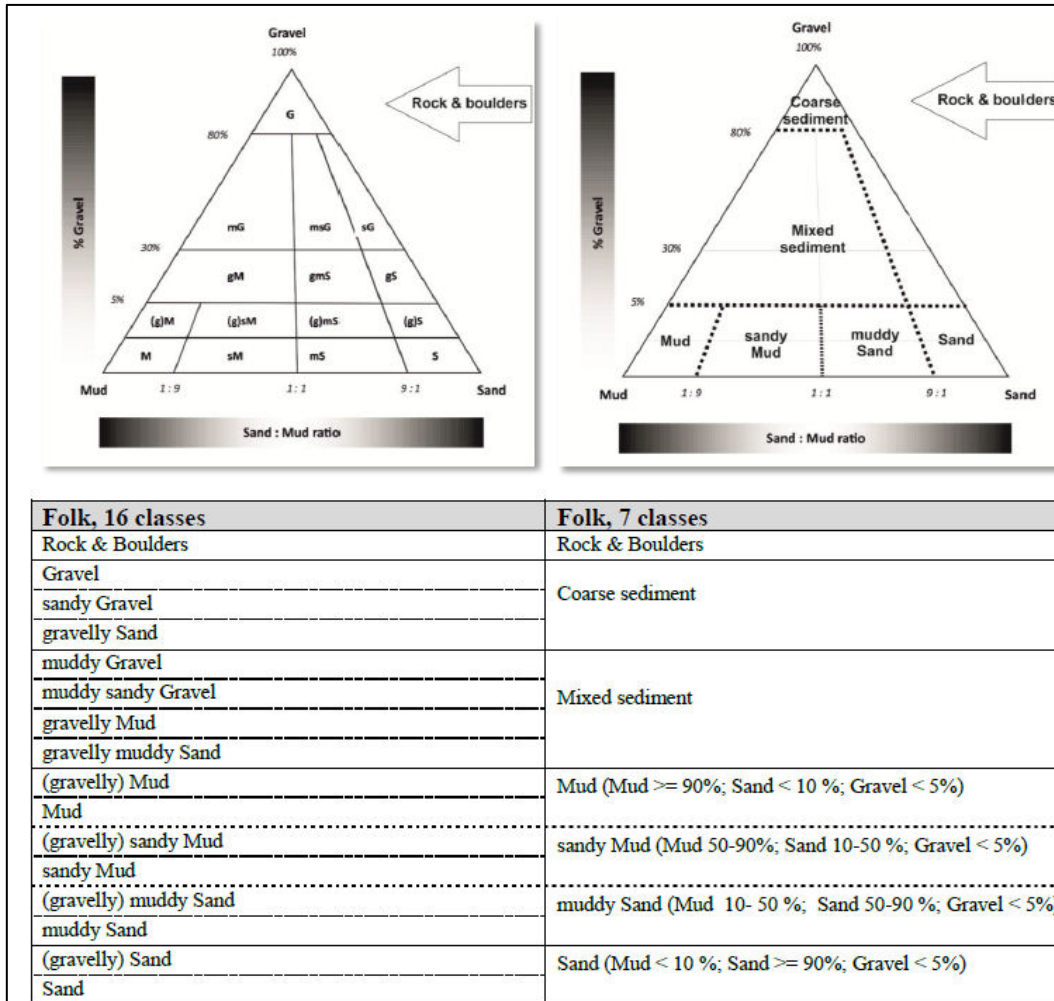 Gravel
100%
Rock & boulders
G
80%
% Gravel
mG
msG
sG
30%
gM
gmS
gS
5%
(g)M
(g)sM
(g)mS
(g)S
M
sM
mS
S
Mud
1:9
1:1
9:1
Sand
Sand : Mud ratio
Gravel
100%
Rock & boulders
Coarse
sediment
80%
% Gravel
Mixed
sediment
30%
5%
Mud
sandy
Mud
muddy
Sand
Sand
Mud
1:9
1:1
9:1
Sand
Sand : Mud ratio
Folk, 16 classes
Folk, 7 classes
Rock & Boulders
Rock & Boulders
Gravel
sandy Gravel
gravelly Sand
Coarse sediment
muddy Gravel
muddy sandy Gravel
gravelly Mud
gravelly muddy Sand
Mixed sediment
(gravelly) Mud
Mud
Mud (Mud >= 90%; Sand < 10 %; Gravel < 5%)
(gravelly) sandy Mud
sandy Mud
sandy Mud (Mud 50-90%; Sand 10-50 %; Gravel < 5%)
(gravelly) muddy Sand
muddy Sand
muddy Sand (Mud 10- 50 %; Sand 50-90 %; Gravel < 5%)
(gravelly) Sand
Sand
Sand (Mud < 10 %; Sand >= 90%; Gravel < 5%)